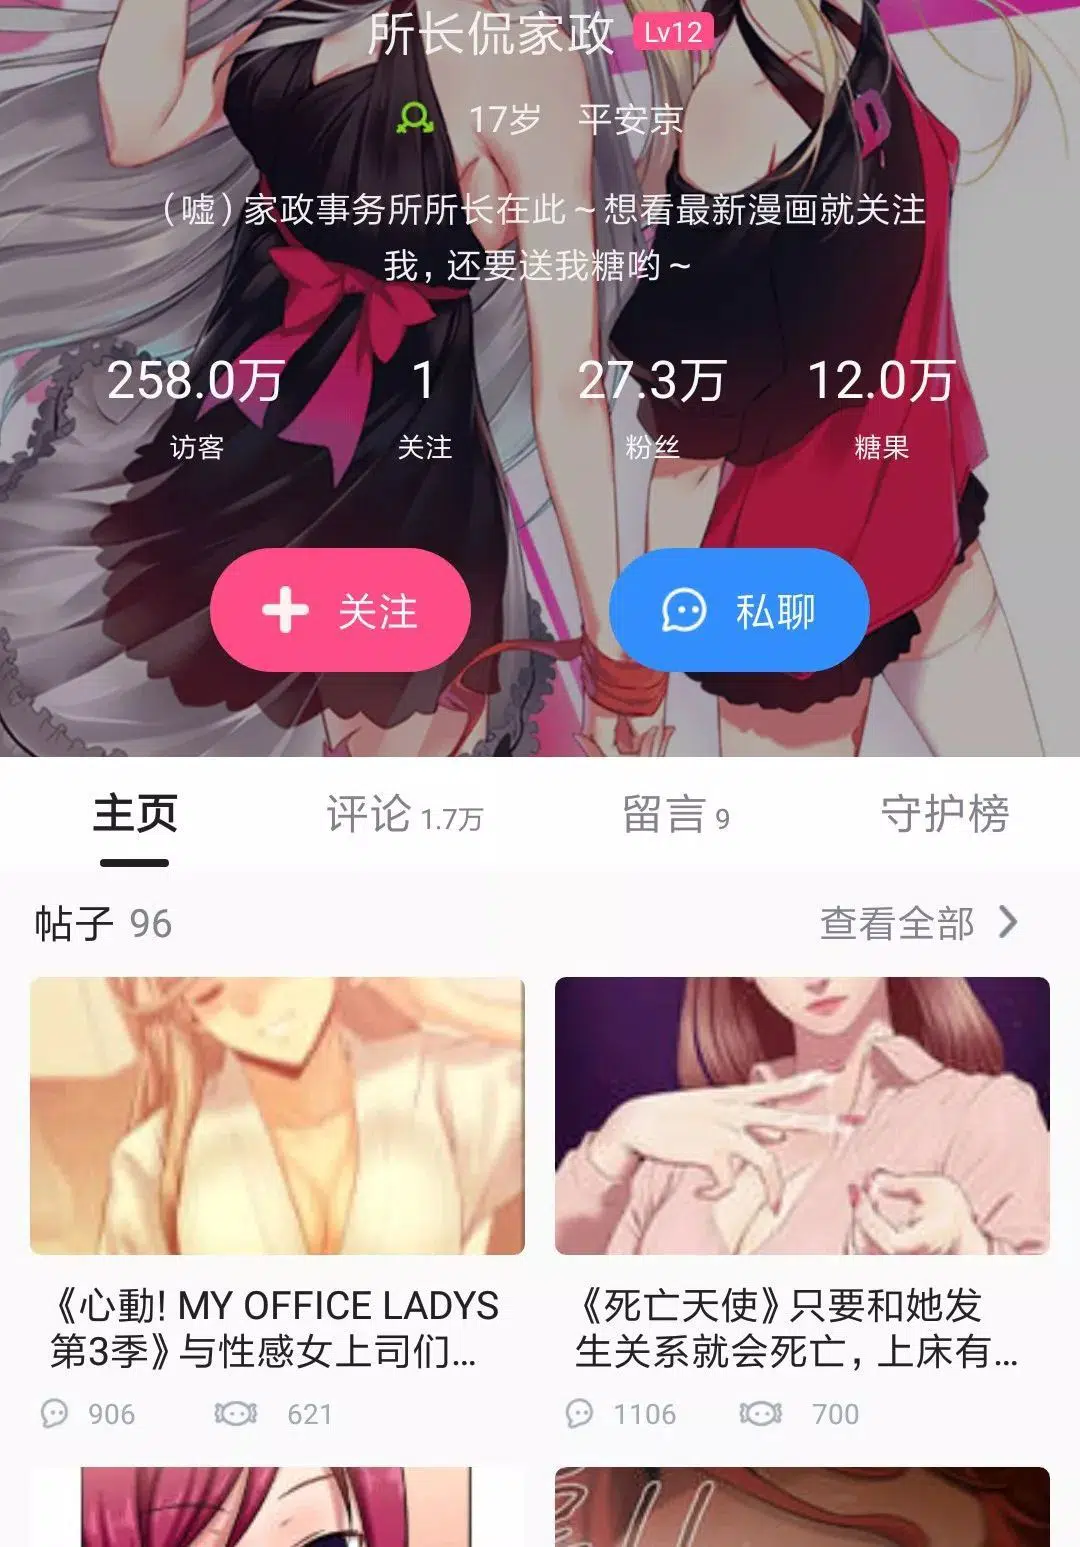 所长侃家政 Lv12
17岁 平安京
（嘘）家政事务所所长在此～想看最新漫画就关注
我，还要送我糖哟～
258.0万 1 27.3万 12.0万
访客 关注 粉丝 糖果
关注 私聊
主页 评论 1.7万 留言 9 守护榜
帖子 96 查看全部
《心動! MY OFFICE LADYS
第3季》与性感女上司们...
906 621
《死亡天使》只要和她发
生关系就会死亡，上床有...
1106 700